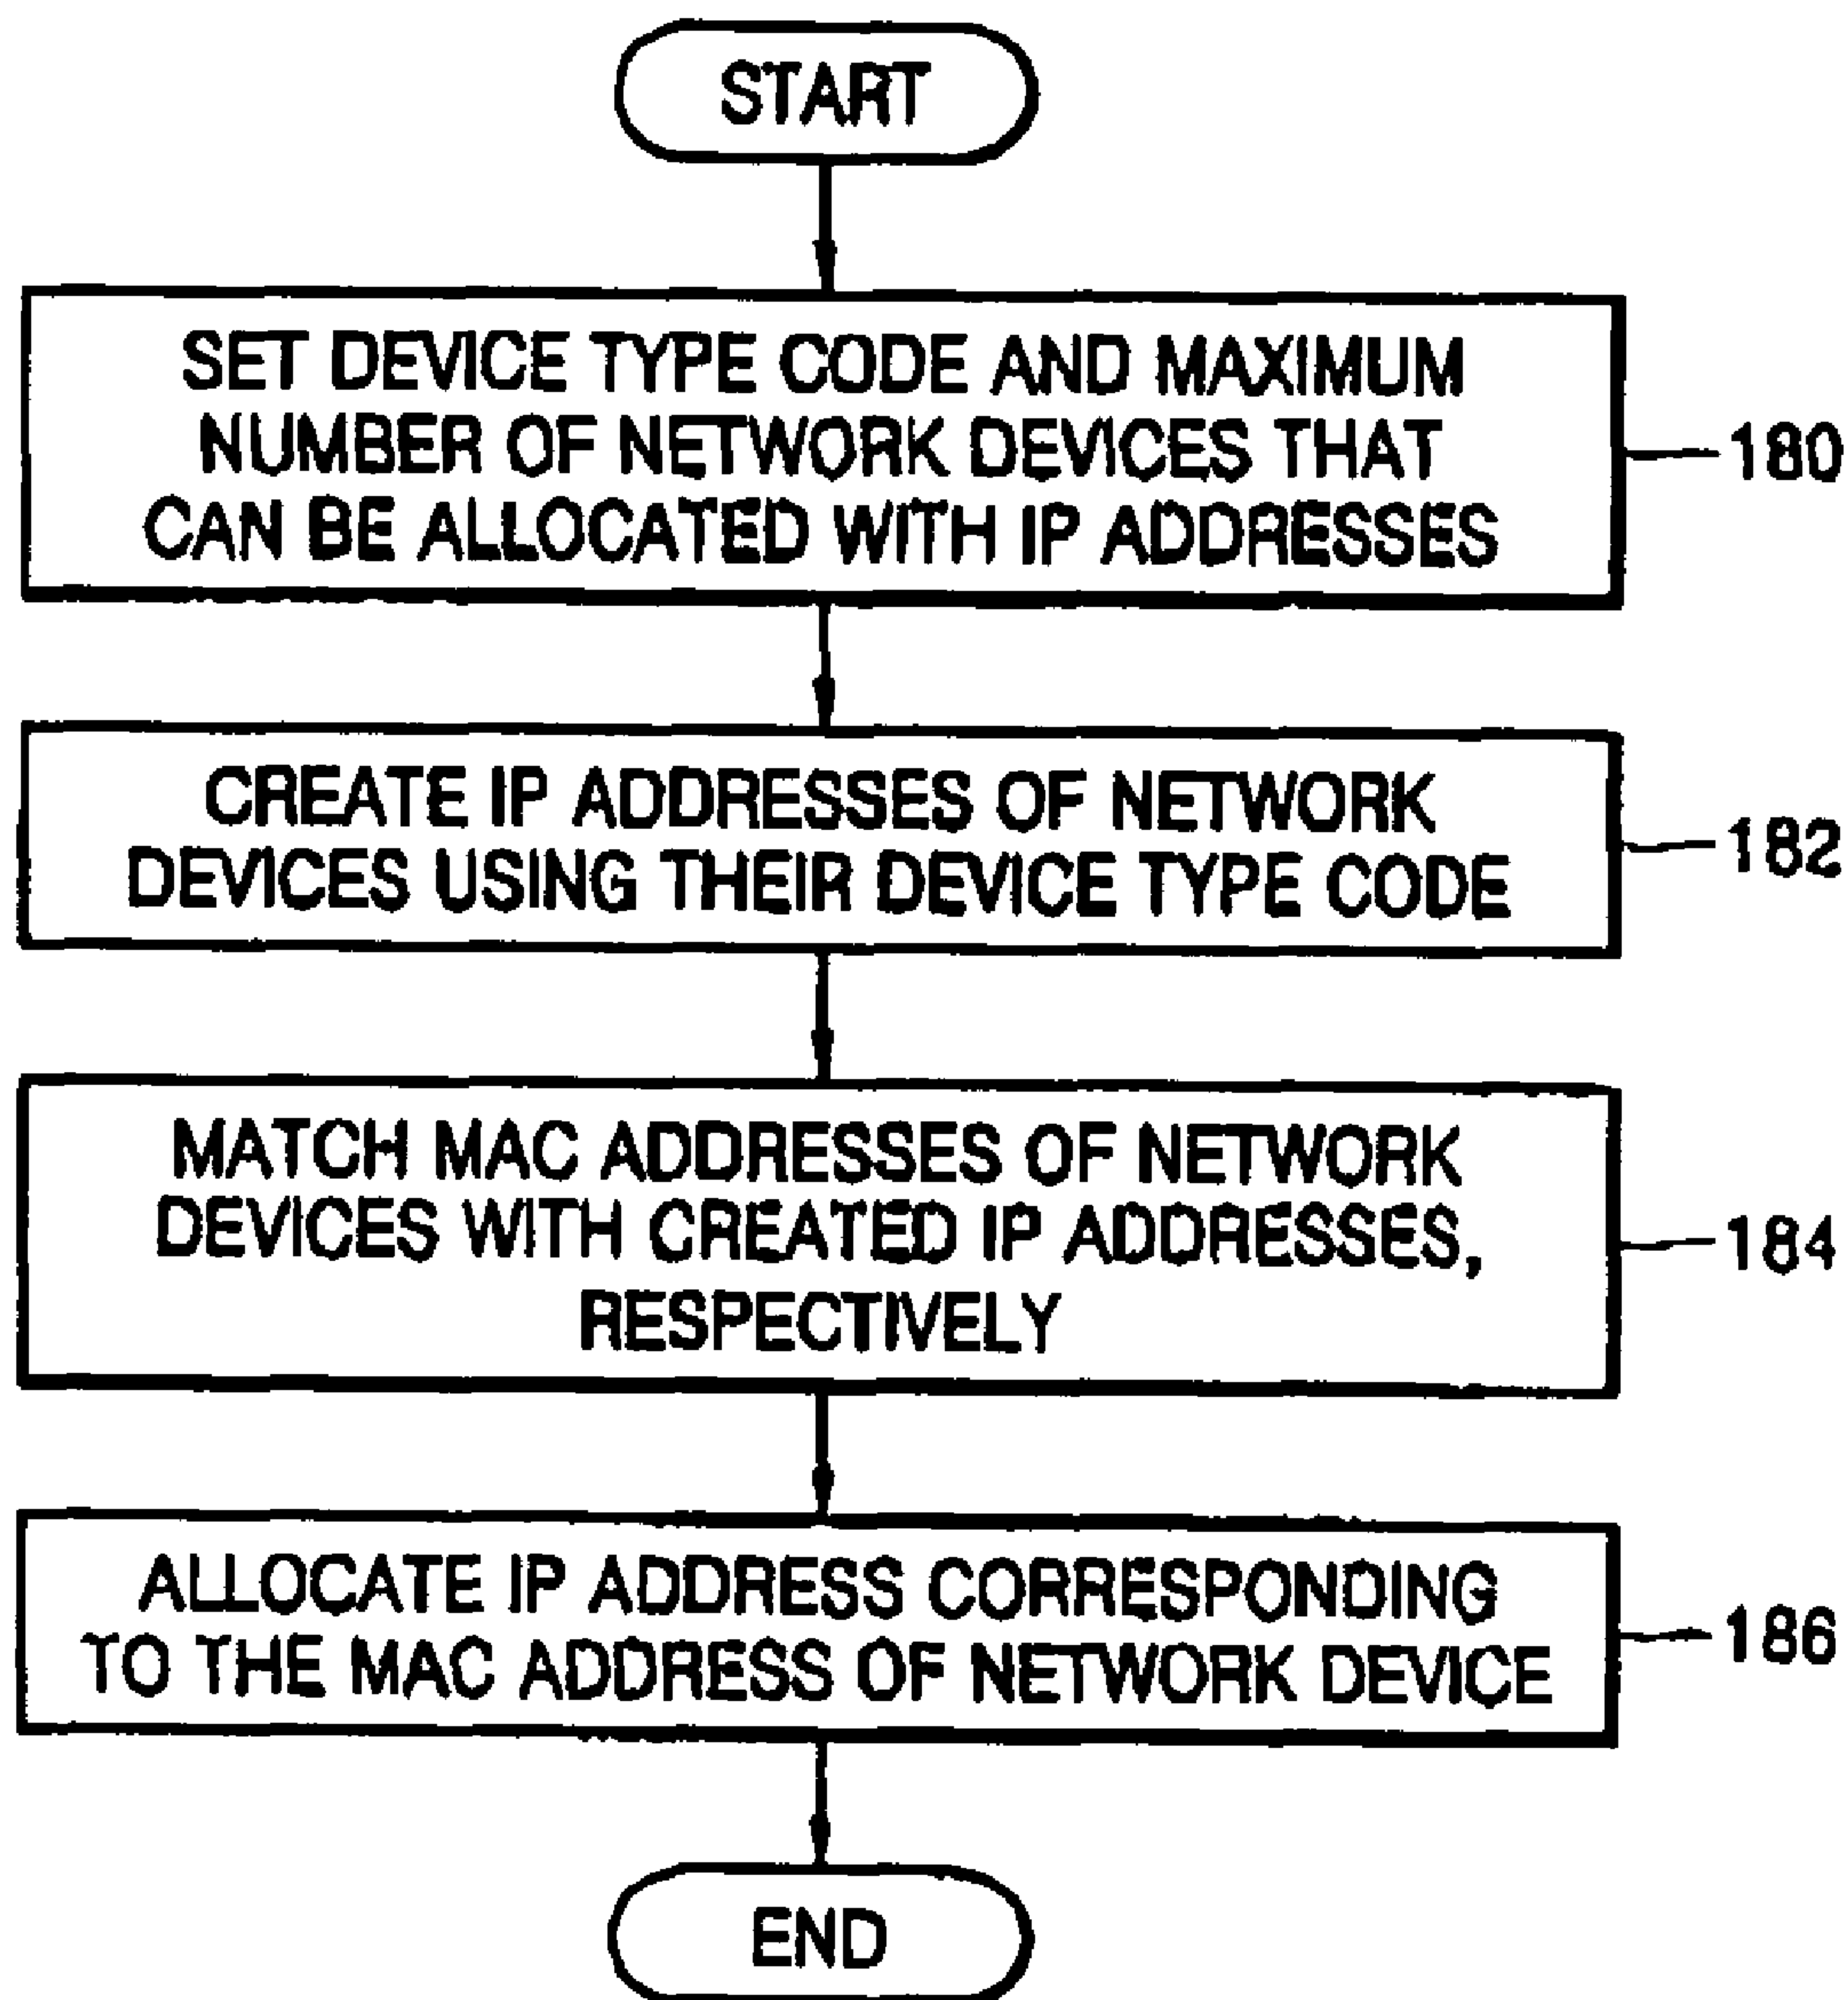 START
SET DEVICE TYPE CODE AND MAXIMUM
NUMBER OF NETWORK DEVICES THAT
CAN BE ALLOCATED WITH IP ADDRESSES
180
CREATE IP ADDRESSES OF NETWORK
DEVICES USING THEIR DEVICE TYPE CODE
182
MATCH MAC ADDRESSES OF NETWORK
DEVICES WITH CREATED IP ADDRESSES,
RESPECTIVELY
184
ALLOCATE IP ADDRESS CORRESPONDING
TO THE MAC ADDRESS OF NETWORK DEVICE
186
END